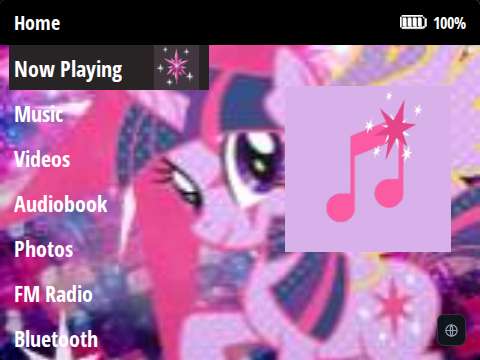 Home
100%
Now Playing
Music
Videos
Audiobook
Photos
FM Radio
Bluetooth